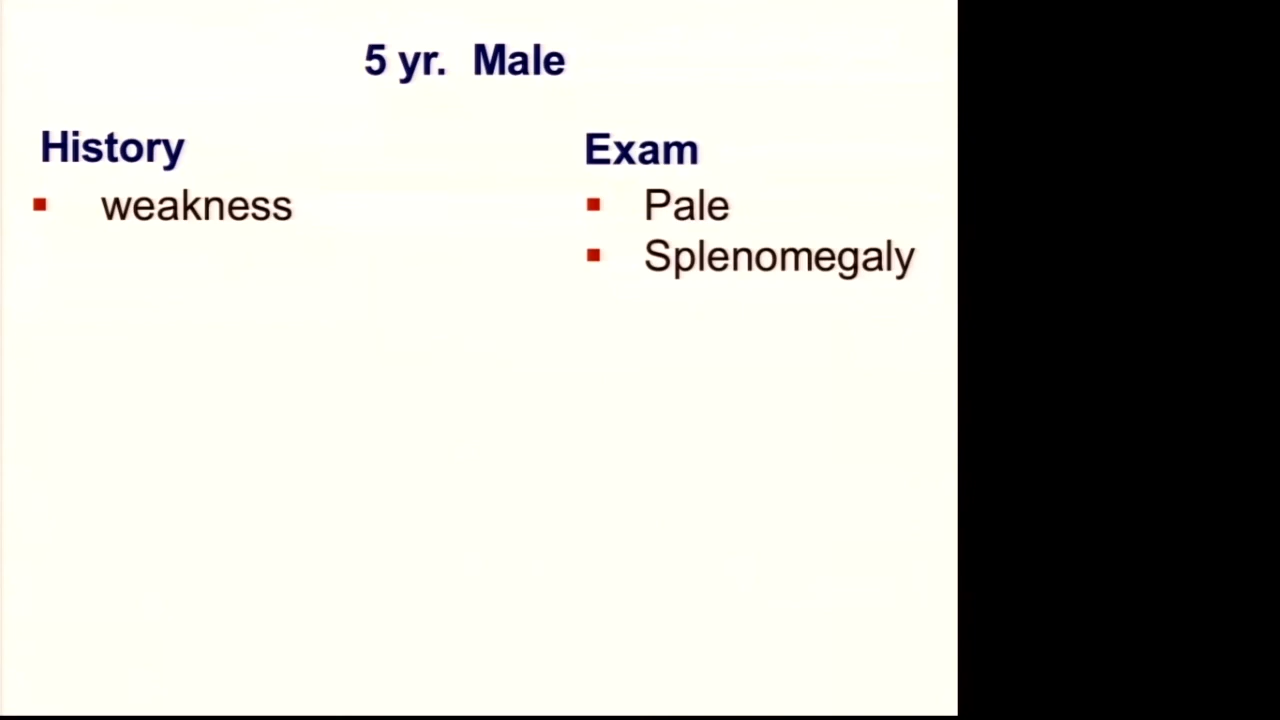 5 yr. Male
History
▪ weakness
Exam
▪ Pale
▪ Splenomegaly